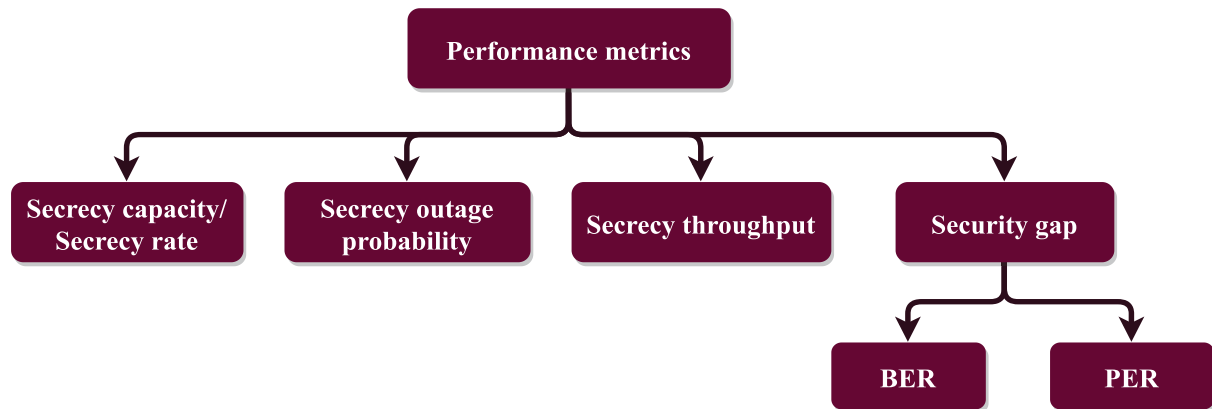 Performance metrics
Secrecy capacity/
Secrecy rate
Secrecy outage
probability
Secrecy throughput
Security gap
BER
PER